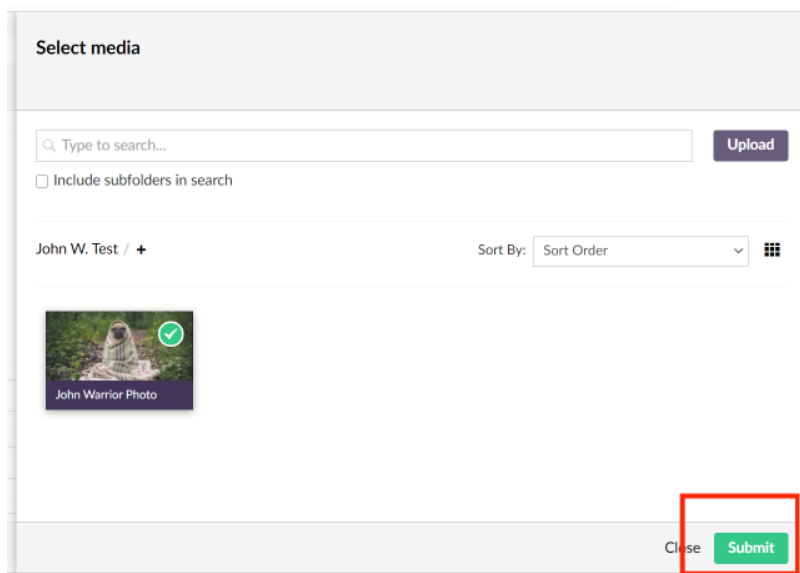 Select media
Type to search...
Upload
Include subfolders in search
John W. Test / +
Sort By: Sort Order
John Warrior Photo
Close Submit